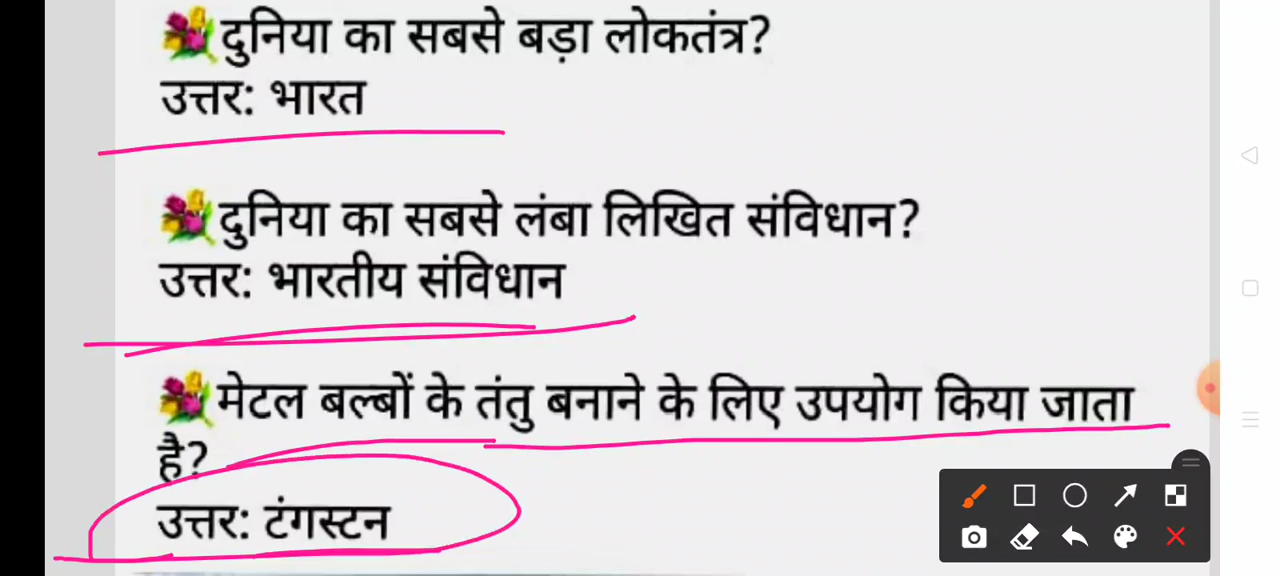 दुनिया का सबसे बड़ा लोकतंत्र?
उत्तर: भारत
दुनिया का सबसे लंबा लिखित संविधान?
उत्तर: भारतीय संविधान
मेटल बल्बों के तंतु बनाने के लिए उपयोग किया जाता
है?
उत्तर: टंगस्टन